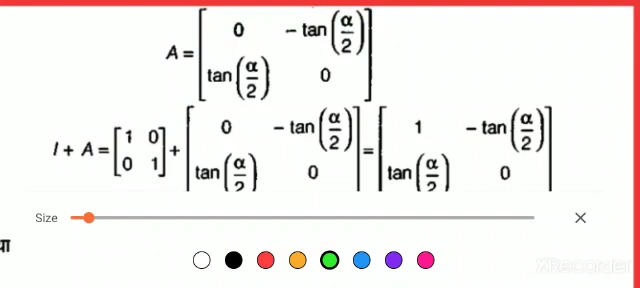 A = [ 0 − tan(α/2)
tan(α/2) 0 ]
I + A = [ 1 0 0 1 ] + [ 0 − tan(α/2) tan(α/2) 0 ] = [ 1 − tan(α/2) tan(α/2) 0 ]
Size ×
XRecorder